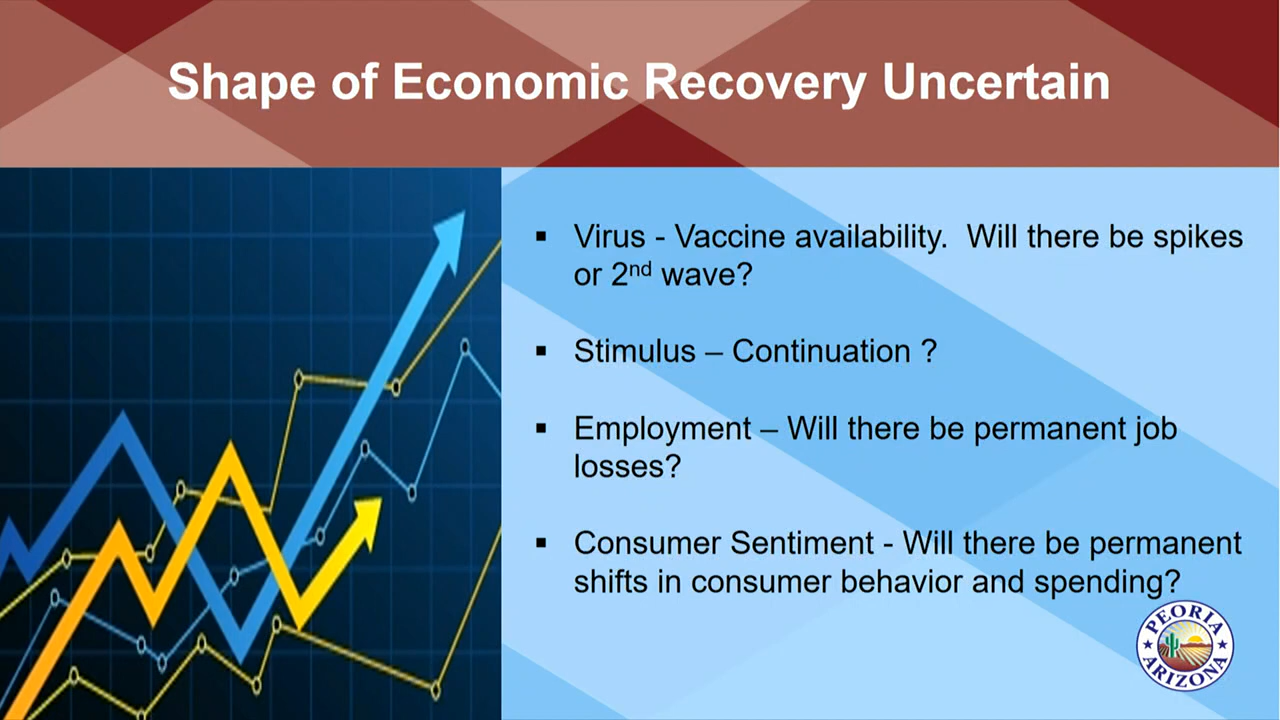 Shape of Economic Recovery Uncertain
▪ Virus - Vaccine availability.  Will there be spikes
or 2nd wave?
▪ Stimulus – Continuation ?
▪ Employment – Will there be permanent job
losses?
▪ Consumer Sentiment - Will there be permanent
shifts in consumer behavior and spending?
PEORIA
ARIZONA